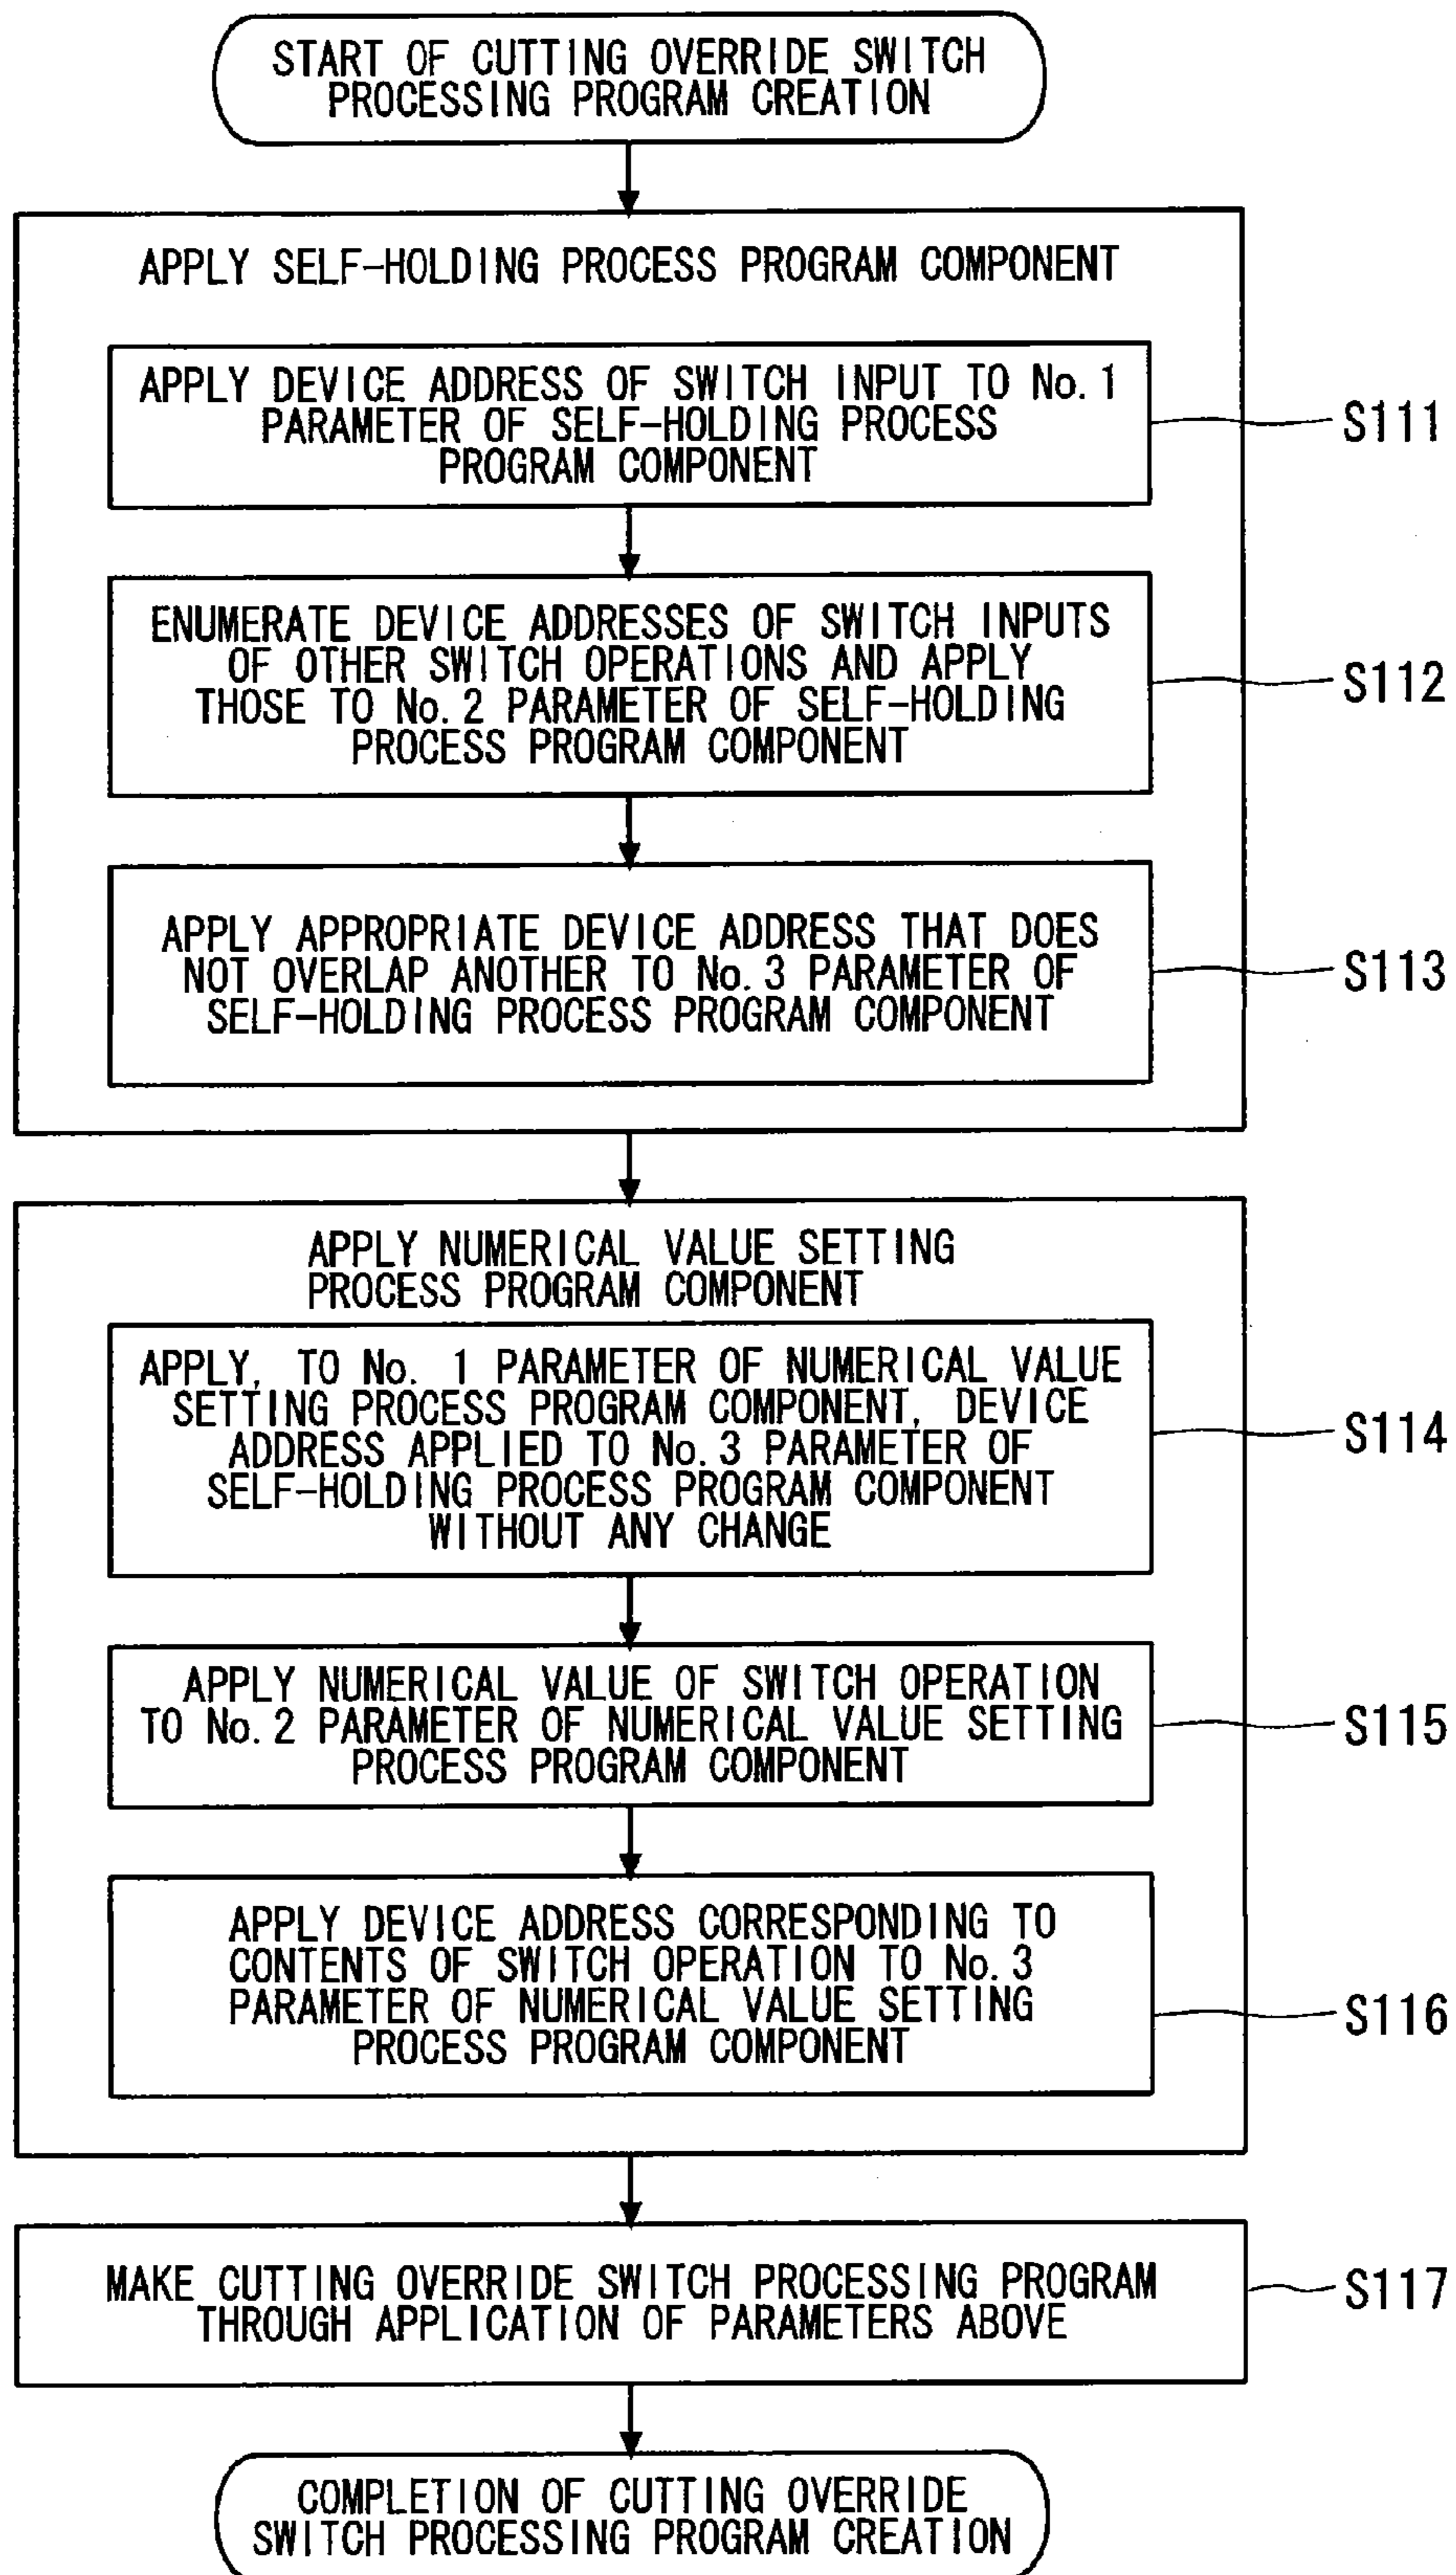 START OF CUTTING OVERRIDE SWITCH
PROCESSING PROGRAM CREATION
APPLY SELF-HOLDING PROCESS PROGRAM COMPONENT
APPLY DEVICE ADDRESS OF SWITCH INPUT TO No.1
PARAMETER OF SELF-HOLDING PROCESS
PROGRAM COMPONENT
S111
ENUMERATE DEVICE ADDRESSES OF SWITCH INPUTS
OF OTHER SWITCH OPERATIONS AND APPLY
THOSE TO No.2 PARAMETER OF SELF-HOLDING
PROCESS PROGRAM COMPONENT
S112
APPLY APPROPRIATE DEVICE ADDRESS THAT DOES
NOT OVERLAP ANOTHER TO No.3 PARAMETER OF
SELF-HOLDING PROCESS PROGRAM COMPONENT
S113
APPLY NUMERICAL VALUE SETTING
PROCESS PROGRAM COMPONENT
APPLY, TO No. 1 PARAMETER OF NUMERICAL VALUE
SETTING PROCESS PROGRAM COMPONENT, DEVICE
ADDRESS APPLIED TO No.3 PARAMETER OF
SELF-HOLDING PROCESS PROGRAM COMPONENT
WITHOUT ANY CHANGE
S114
APPLY NUMERICAL VALUE OF SWITCH OPERATION
TO No.2 PARAMETER OF NUMERICAL VALUE SETTING
PROCESS PROGRAM COMPONENT
S115
APPLY DEVICE ADDRESS CORRESPONDING TO
CONTENTS OF SWITCH OPERATION TO No.3
PARAMETER OF NUMERICAL VALUE SETTING
PROCESS PROGRAM COMPONENT
S116
MAKE CUTTING OVERRIDE SWITCH PROCESSING PROGRAM
THROUGH APPLICATION OF PARAMETERS ABOVE
S117
COMPLETION OF CUTTING OVERRIDE
SWITCH PROCESSING PROGRAM CREATION